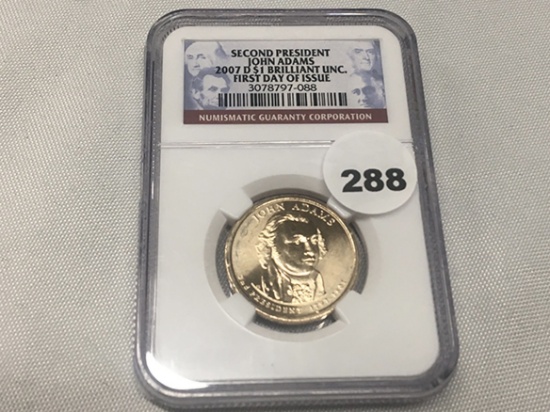 SECOND PRESIDENT
JOHN ADAMS
2007 D $1 BRILLIANT UNC.
FIRST DAY OF ISSUE
3078797-088
NUMISMATIC GUARANTY CORPORATION
288
JOHN ADAMS
PRESIDENT